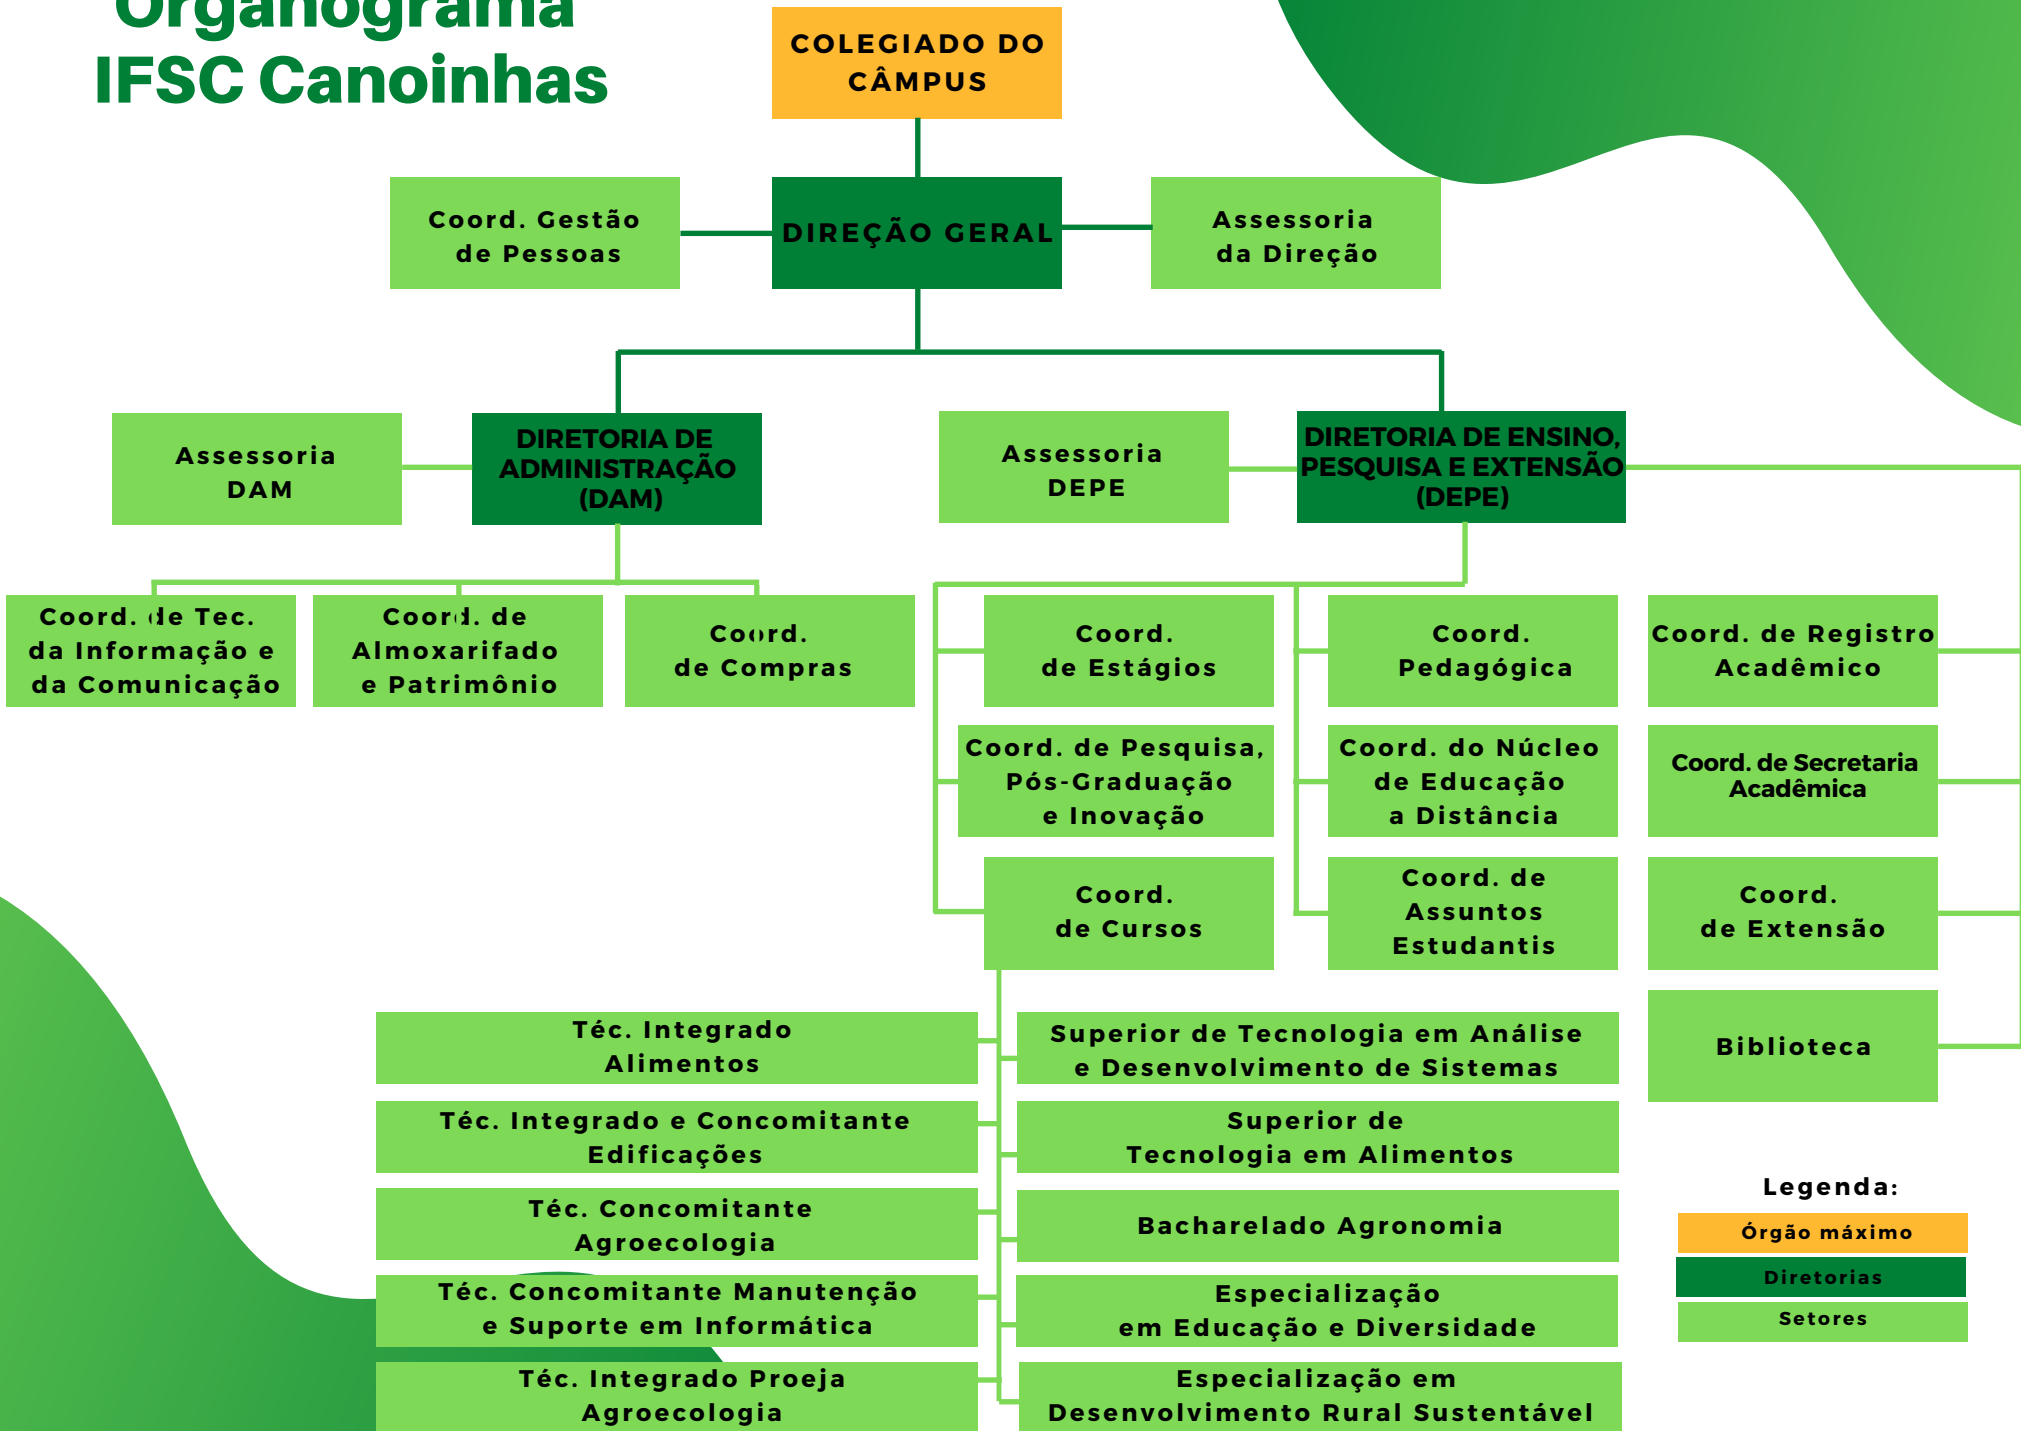 Organograma
IFSC Canoinhas
COLEGIADO DO
CÂMPUS
Coord. Gestão
de Pessoas
DIREÇÃO GERAL
Assessoria
da Direção
Assessoria
DAM
DIRETORIA DE
ADMINISTRAÇÃO
(DAM)
Assessoria
DEPE
DIRETORIA DE ENSINO,
PESQUISA E EXTENSÃO
(DEPE)
Coord. de Tec.
da Informação e
da Comunicação
Coord. de
Almoxarifado
e Patrimônio
Coord.
de Compras
Coord.
de Estágios
Coord.
Pedagógica
Coord. de Registro
Acadêmico
Coord. de Pesquisa,
Pós-Graduação
e Inovação
Coord. do Núcleo
de Educação
a Distância
Coord. de Secretaria
Acadêmica
Coord.
de Cursos
Coord. de
Assuntos
Estudantis
Coord.
de Extensão
Biblioteca
Téc. Integrado
Alimentos
Superior de Tecnologia em Análise
e Desenvolvimento de Sistemas
Téc. Integrado e Concomitante
Edificações
Superior de
Tecnologia em Alimentos
Téc. Concomitante
Agroecologia
Bacharelado Agronomia
Téc. Concomitante Manutenção
e Suporte em Informática
Especialização
em Educação e Diversidade
Téc. Integrado Proeja
Agroecologia
Especialização em
Desenvolvimento Rural Sustentável
Legenda:
Órgão máximo
Diretorias
Setores